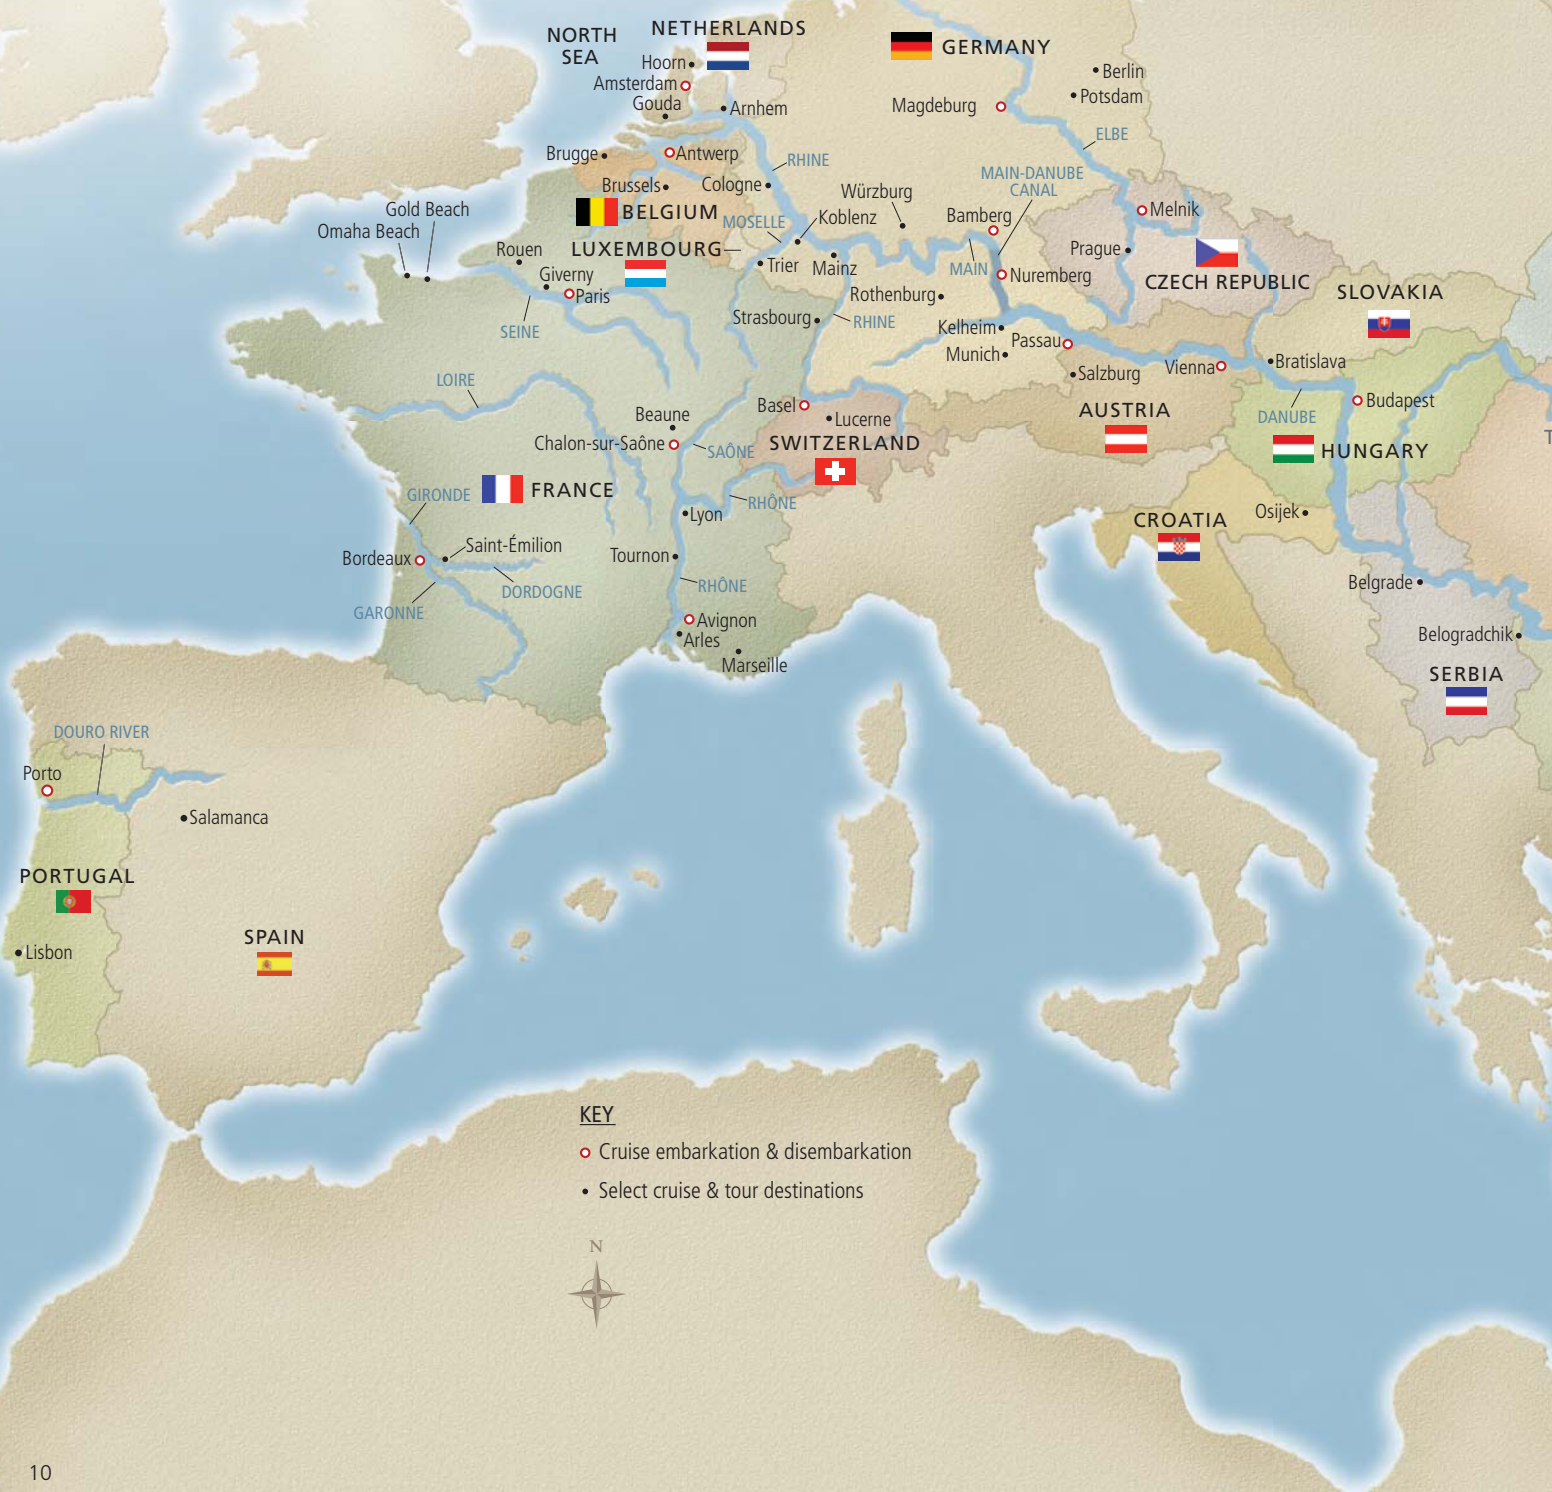 NORTH
SEA
NETHERLANDS
Hoorn
Amsterdam
Gouda
Arnhem
GERMANY
Berlin
Potsdam
Magdeburg
ELBE
Brugge
Antwerp
Brussels
BELGIUM
Cologne
RHINE
MOSELLE
Koblenz
Würzburg
MAIN-DANUBE
CANAL
Bamberg
Melnik
Gold Beach
Omaha Beach
Rouen
LUXEMBOURG
Trier
Mainz
MAIN
Nuremberg
Prague
CZECH REPUBLIC
SLOVAKIA
Giverny
Paris
SEINE
Strasbourg
RHINE
Rothenburg
Kelheim
Munich
Passau
Salzburg
Vienna
Bratislava
LOIRE
Beaune
Chalon-sur-Saône
SAÔNE
Basel
Lucerne
SWITZERLAND
AUSTRIA
DANUBE
Budapest
HUNGARY
T
GIRONDE
FRANCE
RHÔNE
Lyon
CROATIA
Osijek
Bordeaux
Saint-Émilion
DORDOGNE
GARONNE
Tournon
RHÔNE
Avignon
Arles
Marseille
Belgrade
Belogradchik
SERBIA
DOURO RIVER
Porto
Salamanca
PORTUGAL
Lisbon
SPAIN
KEY
Cruise embarkation & disembarkation
Select cruise & tour destinations
N
10